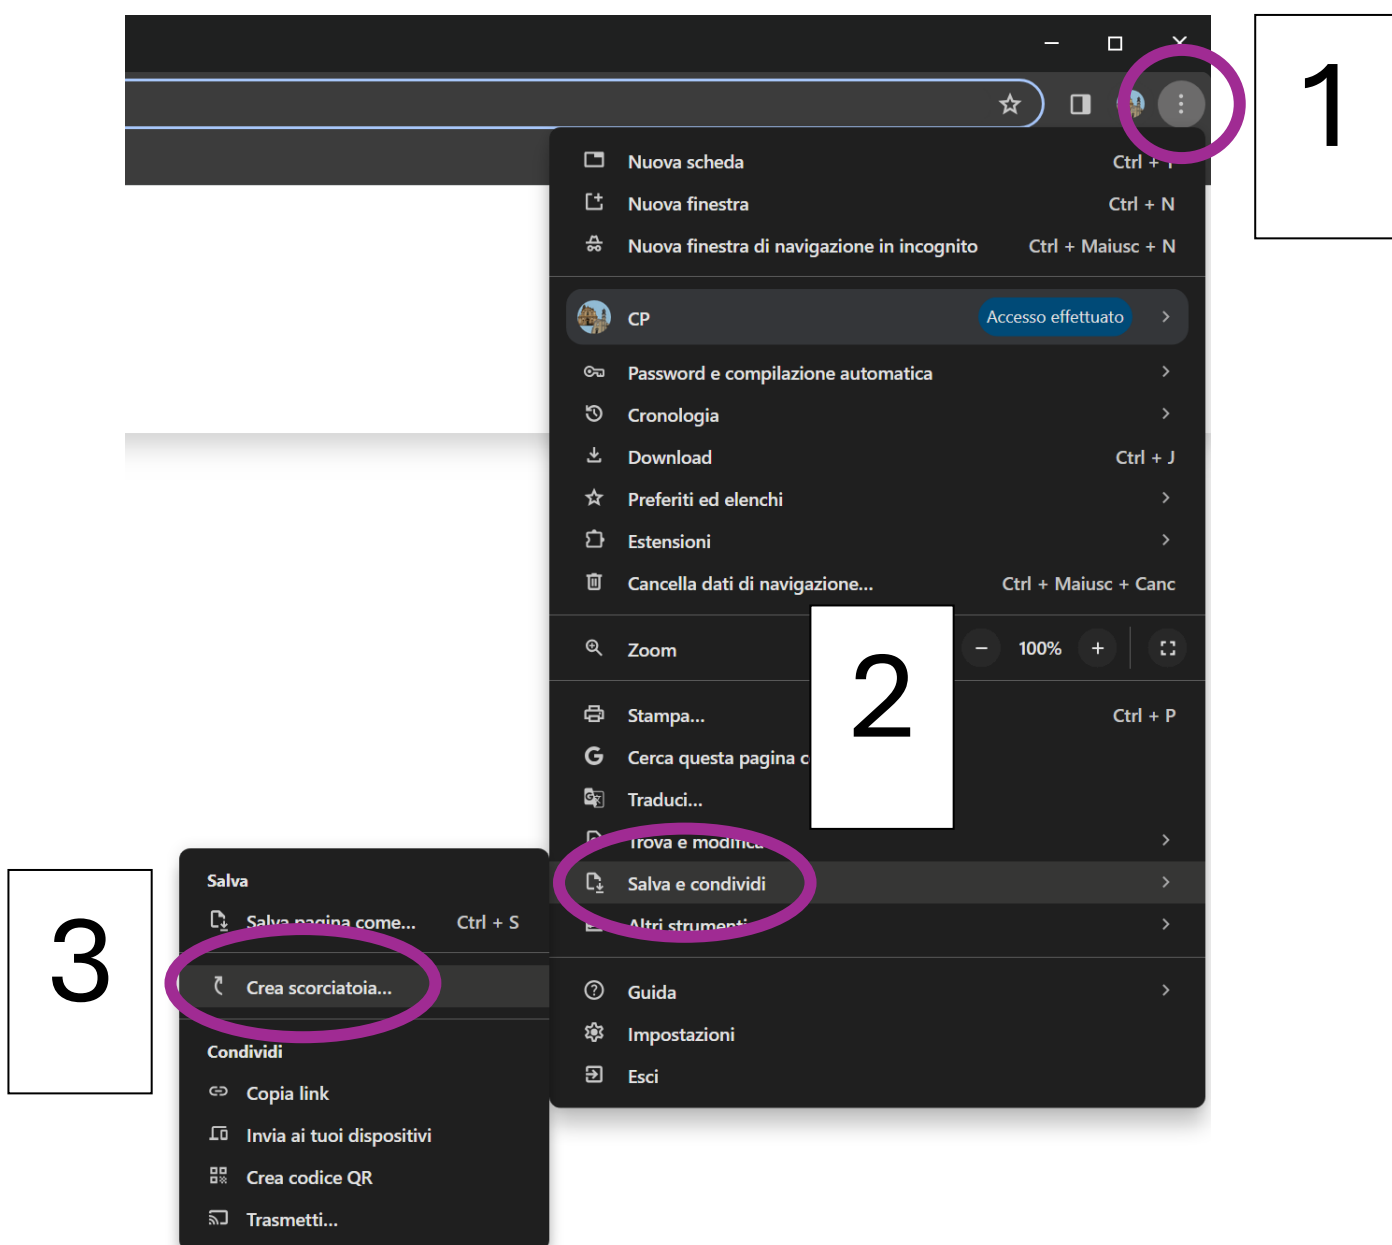 1
Nuova scheda Ctrl +
Nuova finestra Ctrl + N
Nuova finestra di navigazione in incognito Ctrl + Maiusc + N
CP Accesso effettuato
Password e compilazione automatica
Cronologia
Download Ctrl + J
Preferiti ed elenchi
Estensioni
Cancella dati di navigazione... Ctrl + Maiusc + Canc
Zoom − 100% +
2
Stampa... Ctrl + P
Cerca questa pagina
Traduci...
Trova e modifica
Salva e condividi
Altri strumenti
Guida
Impostazioni
Esci
3
Salva
Salva pagina come... Ctrl + S
Crea scorciatoia...
Condividi
Copia link
Invia ai tuoi dispositivi
Crea codice QR
Trasmetti...